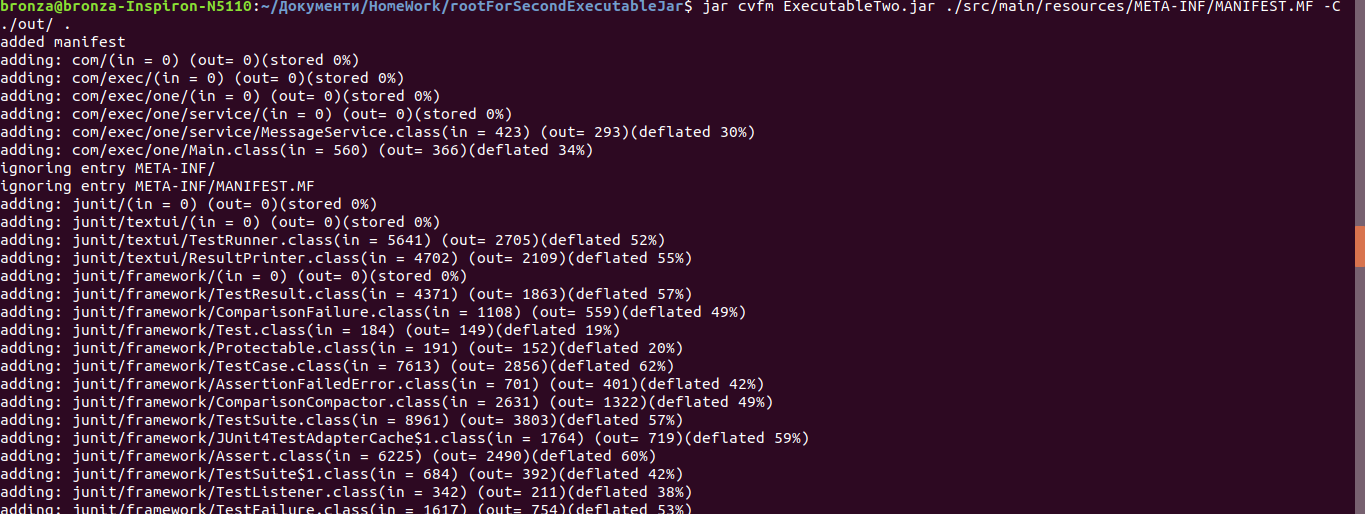 bronza@bronza-Inspiron-N5110:~/Документи/HomeWork/rootForSecondExecutableJar$ jar cvfm ExecutableTwo.jar ./src/main/resources/META-INF/MANIFEST.MF -C
./out/ .
added manifest
adding: com/(in = 0) (out= 0)(stored 0%)
adding: com/exec/(in = 0) (out= 0)(stored 0%)
adding: com/exec/one/(in = 0) (out= 0)(stored 0%)
adding: com/exec/one/service/(in = 0) (out= 0)(stored 0%)
adding: com/exec/one/service/MessageService.class(in = 423) (out= 293)(deflated 30%)
adding: com/exec/one/Main.class(in = 560) (out= 366)(deflated 34%)
ignoring entry META-INF/
ignoring entry META-INF/MANIFEST.MF
adding: junit/(in = 0) (out= 0)(stored 0%)
adding: junit/textui/(in = 0) (out= 0)(stored 0%)
adding: junit/textui/TestRunner.class(in = 5641) (out= 2705)(deflated 52%)
adding: junit/textui/ResultPrinter.class(in = 4702) (out= 2109)(deflated 55%)
adding: junit/framework/(in = 0) (out= 0)(stored 0%)
adding: junit/framework/TestResult.class(in = 4371) (out= 1863)(deflated 57%)
adding: junit/framework/ComparisonFailure.class(in = 1108) (out= 559)(deflated 49%)
adding: junit/framework/Test.class(in = 184) (out= 149)(deflated 19%)
adding: junit/framework/Protectable.class(in = 191) (out= 152)(deflated 20%)
adding: junit/framework/TestCase.class(in = 7613) (out= 2856)(deflated 62%)
adding: junit/framework/AssertionFailedError.class(in = 701) (out= 401)(deflated 42%)
adding: junit/framework/ComparisonCompactor.class(in = 2631) (out= 1322)(deflated 49%)
adding: junit/framework/TestSuite.class(in = 8961) (out= 3803)(deflated 57%)
adding: junit/framework/JUnit4TestAdapterCache$1.class(in = 1764) (out= 719)(deflated 59%)
adding: junit/framework/Assert.class(in = 6225) (out= 2490)(deflated 60%)
adding: junit/framework/TestSuite$1.class(in = 684) (out= 392)(deflated 42%)
adding: junit/framework/TestListener.class(in = 342) (out= 211)(deflated 38%)
adding: junit/framework/TestFailure.class(in = 1617) (out= 754)(deflated 53%)